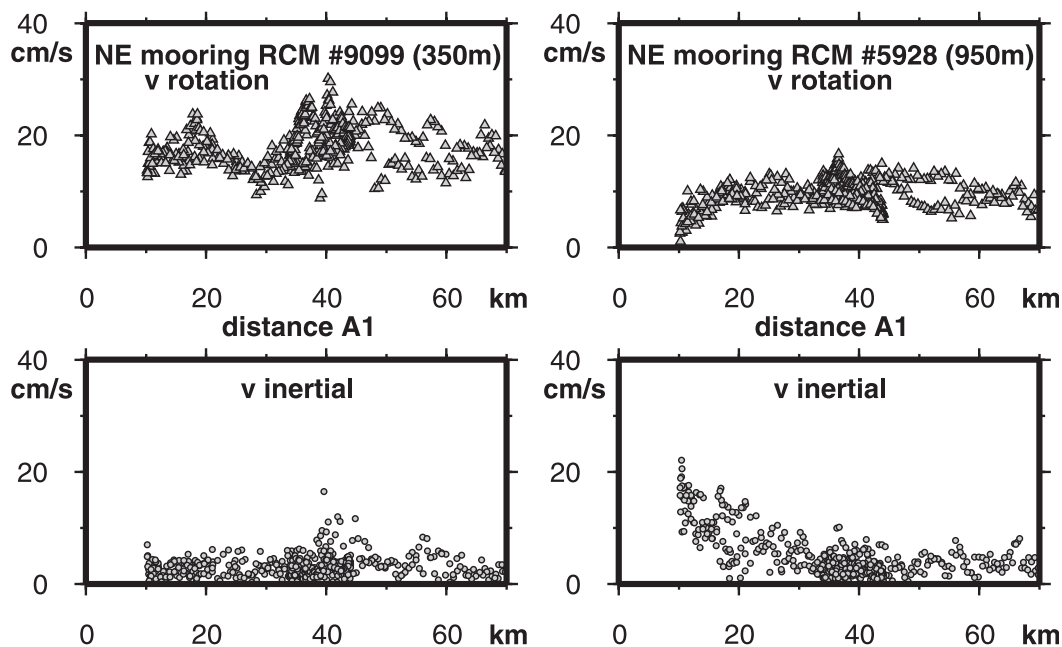 40
cm/s
NE mooring RCM #9099 (350m)
v rotation
20
0
0 20 40 60 km
distance A1
40
cm/s
NE mooring RCM #5928 (950m)
v rotation
20
0
0 20 40 60 km
distance A1
40
cm/s
v inertial
20
0
0 20 40 60 km
40
cm/s
v inertial
20
0
0 20 40 60 km